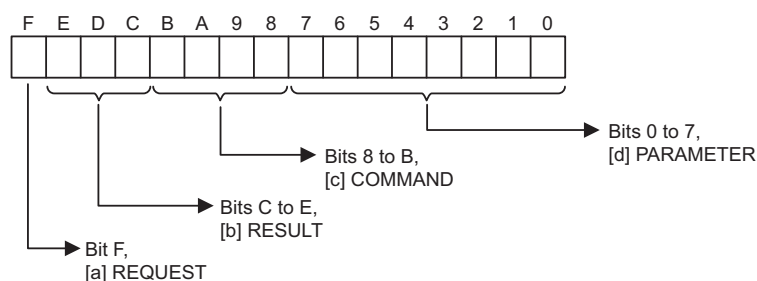 F E D C B A 9 8 7 6 5 4 3 2 1 0
Bits 0 to 7,
[d] PARAMETER
Bits 8 to B,
[c] COMMAND
Bits C to E,
[b] RESULT
Bit F,
[a] REQUEST